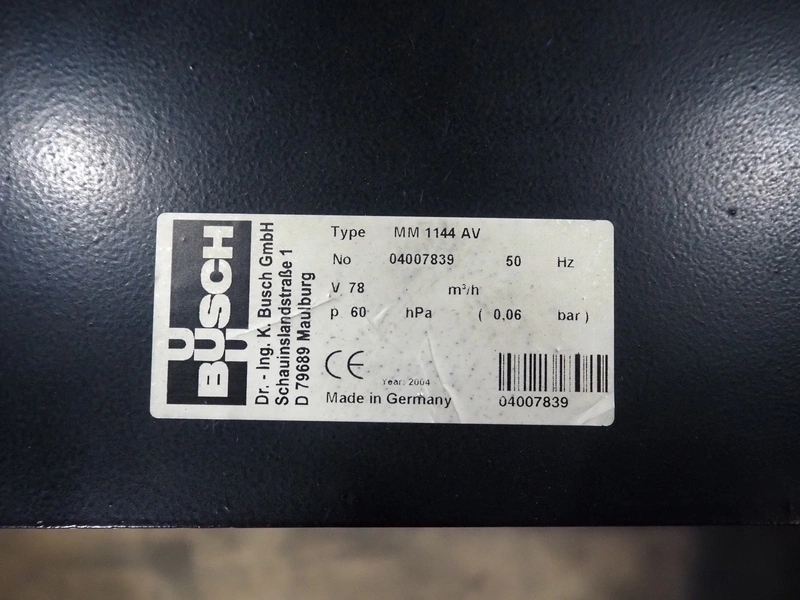 BUSCH
Dr. - Ing. K. Busch GmbH
Schauinslandstraße 1
D 79689 Maulburg
Type MM 1144 AV
No 04007839 50 Hz
V 78 m³/h
p 60 hPa ( 0,06 bar )
CE
Year: 2004
Made in Germany
04007839